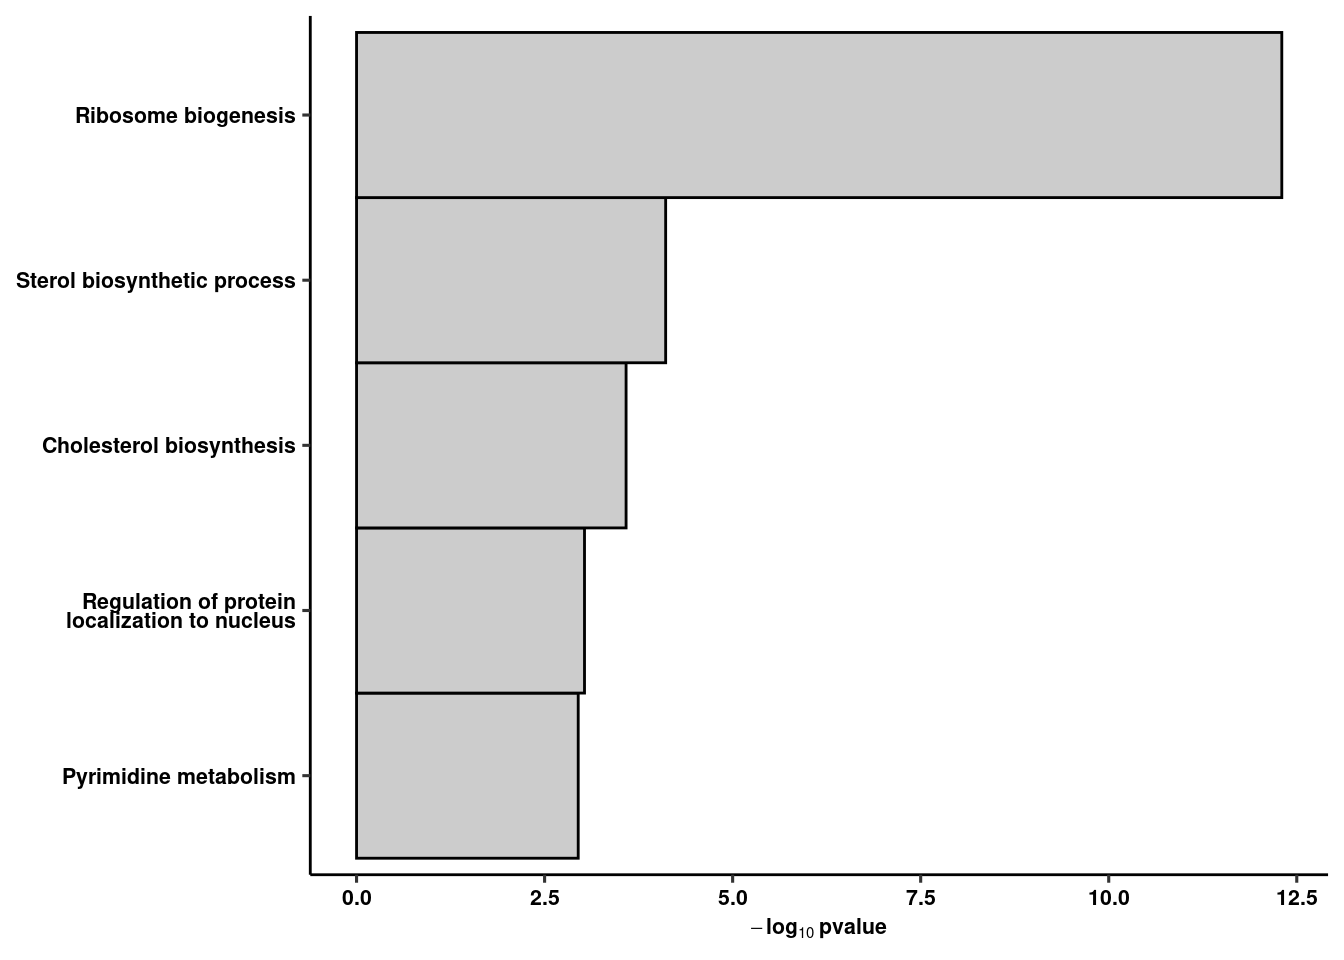 Ribosome biogenesis
Sterol biosynthetic process
Cholesterol biosynthesis
Regulation of protein
localization to nucleus
Pyrimidine metabolism
0.0 2.5 5.0 7.5 10.0 12.5
−log₁₀ pvalue